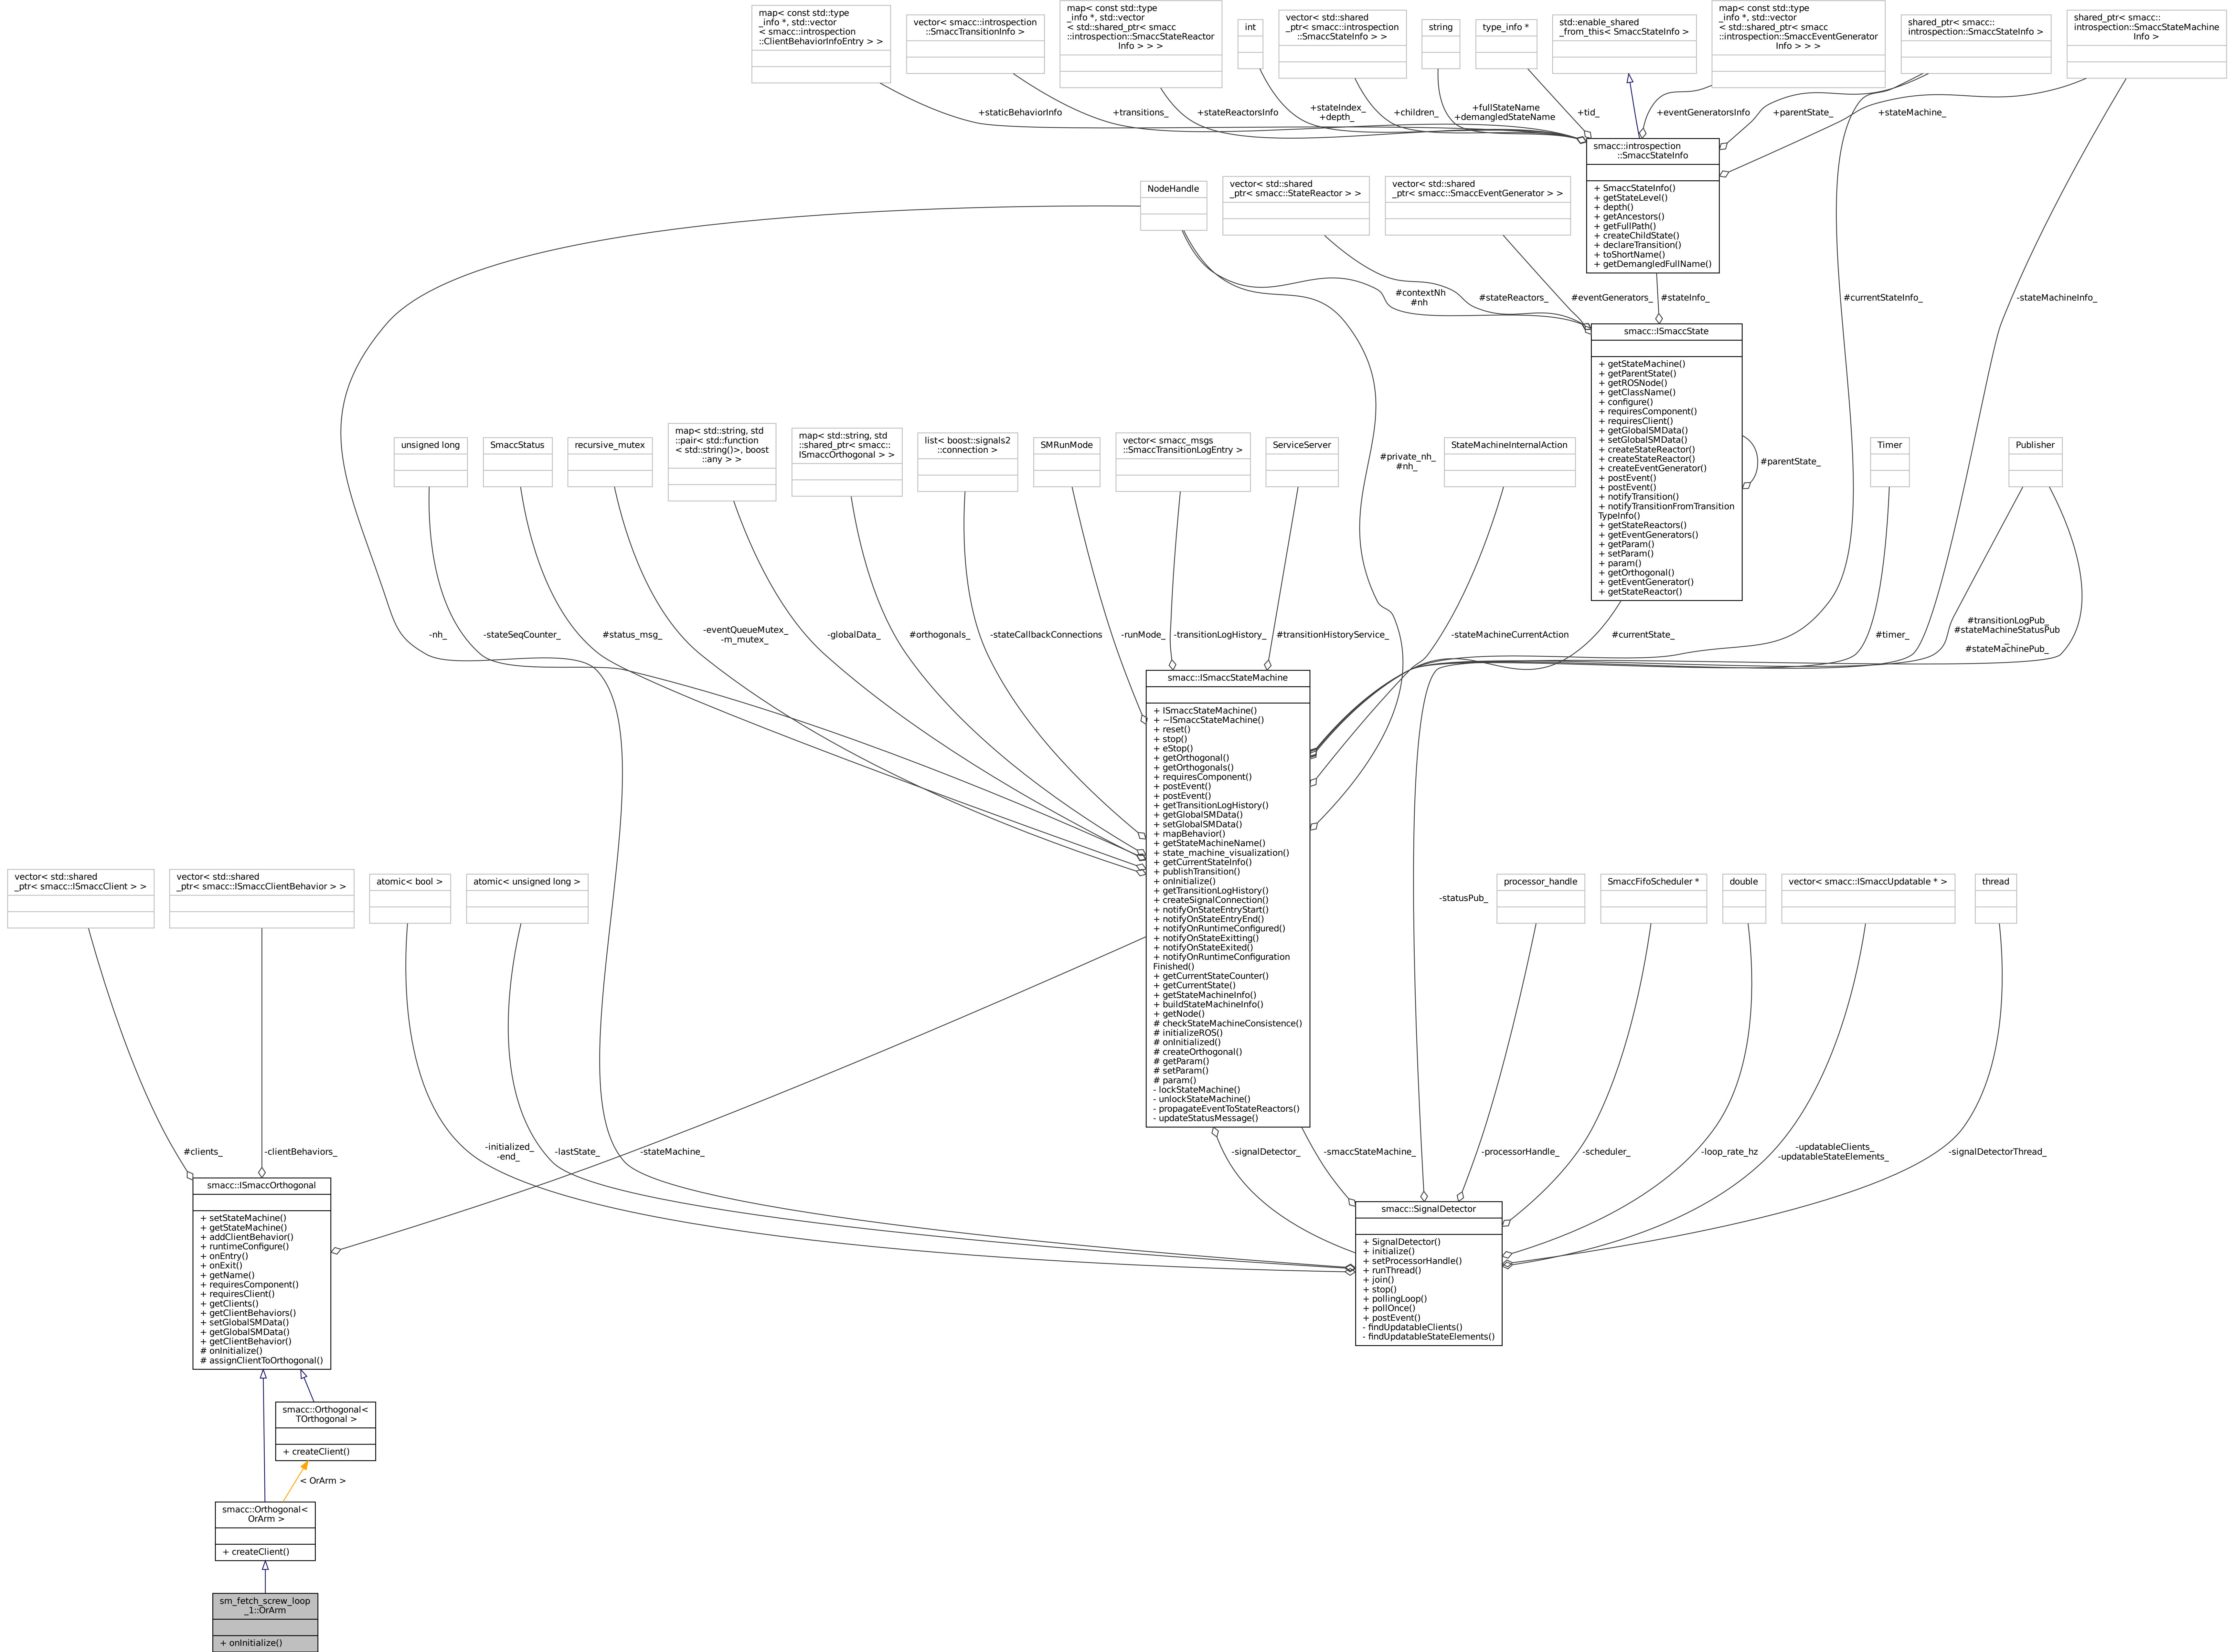 map< const std::type
_info *, std::vector
< smacc::introspection
::ClientBehaviorInfoEntry > >
vector< smacc::introspection
::SmaccTransitionInfo >
map< const std::type
_info *, std::vector
< std::shared_ptr< smacc
::introspection::SmaccStateReactor
Info > > >
int
vector< std::shared
_ptr< smacc::introspection
::SmaccStateInfo > >
string
type_info *
std::enable_shared
_from_this< SmaccStateInfo >
map< const std::type
_info *, std::vector
< std::shared_ptr< smacc
::introspection::SmaccEventGenerator
Info > > >
shared_ptr< smacc::
introspection::SmaccStateInfo >
shared_ptr< smacc::
introspection::SmaccStateMachine
Info >
+staticBehaviorInfo
+transitions_
+stateReactorsInfo
+stateIndex_
+depth_
+children_
+fullStateName
+demangledStateName
+tid_
+eventGeneratorsInfo
+parentState_
+stateMachine_
smacc::introspection
::SmaccStateInfo
+ SmaccStateInfo()
+ getStateLevel()
+ depth()
+ getAncestors()
+ getFullPath()
+ createChildState()
+ declareTransition()
+ toShortName()
+ getDemangledFullName()
NodeHandle
vector< std::shared
_ptr< smacc::StateReactor > >
vector< std::shared
_ptr< smacc::SmaccEventGenerator > >
#contextNh
#nh
#stateReactors_
#eventGenerators_
#stateInfo_
#currentStateInfo_
-stateMachineInfo_
smacc::ISmaccState
+ getStateMachine()
+ getParentState()
+ getROSNode()
+ getClassName()
+ configure()
+ requiresComponent()
+ requiresClient()
+ getGlobalSMData()
+ setGlobalSMData()
+ createStateReactor()
+ createStateReactor()
+ createEventGenerator()
+ postEvent()
+ postEvent()
+ notifyTransition()
+ notifyTransitionFromTransition
TypeInfo()
+ getStateReactors()
+ getEventGenerators()
+ getParam()
+ setParam()
+ param()
+ getOrthogonal()
+ getEventGenerator()
+ getStateReactor()
#parentState_
unsigned long
SmaccStatus
recursive_mutex
map< std::string, std
::pair< std::function
< std::string()>, boost
::any > >
map< std::string, std
::shared_ptr< smacc::
ISmaccOrthogonal > >
list< boost::signals2
::connection >
SMRunMode
vector< smacc_msgs
::SmaccTransitionLogEntry >
ServiceServer
#private_nh_
#nh_
StateMachineInternalAction
Timer
Publisher
-nh_
-stateSeqCounter_
#status_msg_
-eventQueueMutex_
-m_mutex_
-globalData_
#orthogonals_
-stateCallbackConnections
-runMode_
-transitionLogHistory_
#transitionHistoryService_
-stateMachineCurrentAction
#currentState_
#timer_
#transitionLogPub_
#stateMachineStatusPub
_
#stateMachinePub_
smacc::ISmaccStateMachine
+ ISmaccStateMachine()
+ ~ISmaccStateMachine()
+ reset()
+ stop()
+ eStop()
+ getOrthogonal()
+ getOrthogonals()
+ requiresComponent()
+ postEvent()
+ postEvent()
+ getTransitionLogHistory()
+ getGlobalSMData()
+ setGlobalSMData()
+ mapBehavior()
+ getStateMachineName()
+ state_machine_visualization()
+ getCurrentStateInfo()
+ publishTransition()
+ onInitialize()
+ getTransitionLogHistory()
+ createSignalConnection()
+ notifyOnStateEntryStart()
+ notifyOnStateEntryEnd()
+ notifyOnRuntimeConfigured()
+ notifyOnStateExitting()
+ notifyOnStateExited()
+ notifyOnRuntimeConfiguration
Finished()
+ getCurrentStateCounter()
+ getCurrentState()
+ getStateMachineInfo()
+ buildStateMachineInfo()
+ getNode()
# checkStateMachineConsistence()
# initializeROS()
# onInitialized()
# createOrthogonal()
# getParam()
# setParam()
# param()
- lockStateMachine()
- unlockStateMachine()
- propagateEventToStateReactors()
- updateStatusMessage()
vector< std::shared
_ptr< smacc::ISmaccClient > >
vector< std::shared
_ptr< smacc::ISmaccClientBehavior > >
atomic< bool >
atomic< unsigned long >
-statusPub_
processor_handle
SmaccFifoScheduler *
double
vector< smacc::ISmaccUpdatable * >
thread
#clients_
-clientBehaviors_
-initialized_
-end_
-lastState_
-stateMachine_
-signalDetector_
-smaccStateMachine_
-processorHandle_
-scheduler_
-loop_rate_hz
-updatableClients_
-updatableStateElements_
-signalDetectorThread_
smacc::ISmaccOrthogonal
+ setStateMachine()
+ getStateMachine()
+ addClientBehavior()
+ runtimeConfigure()
+ onEntry()
+ onExit()
+ getName()
+ requiresComponent()
+ requiresClient()
+ getClients()
+ getClientBehaviors()
+ setGlobalSMData()
+ getGlobalSMData()
+ getClientBehavior()
# onInitialize()
# assignClientToOrthogonal()
smacc::SignalDetector
+ SignalDetector()
+ initialize()
+ setProcessorHandle()
+ runThread()
+ join()
+ stop()
+ pollingLoop()
+ pollOnce()
+ postEvent()
- findUpdatableClients()
- findUpdatableStateElements()
smacc::Orthogonal<
TOrthogonal >
+ createClient()
< OrArm >
smacc::Orthogonal<
OrArm >
+ createClient()
sm_fetch_screw_loop
_1::OrArm
+ onInitialize()